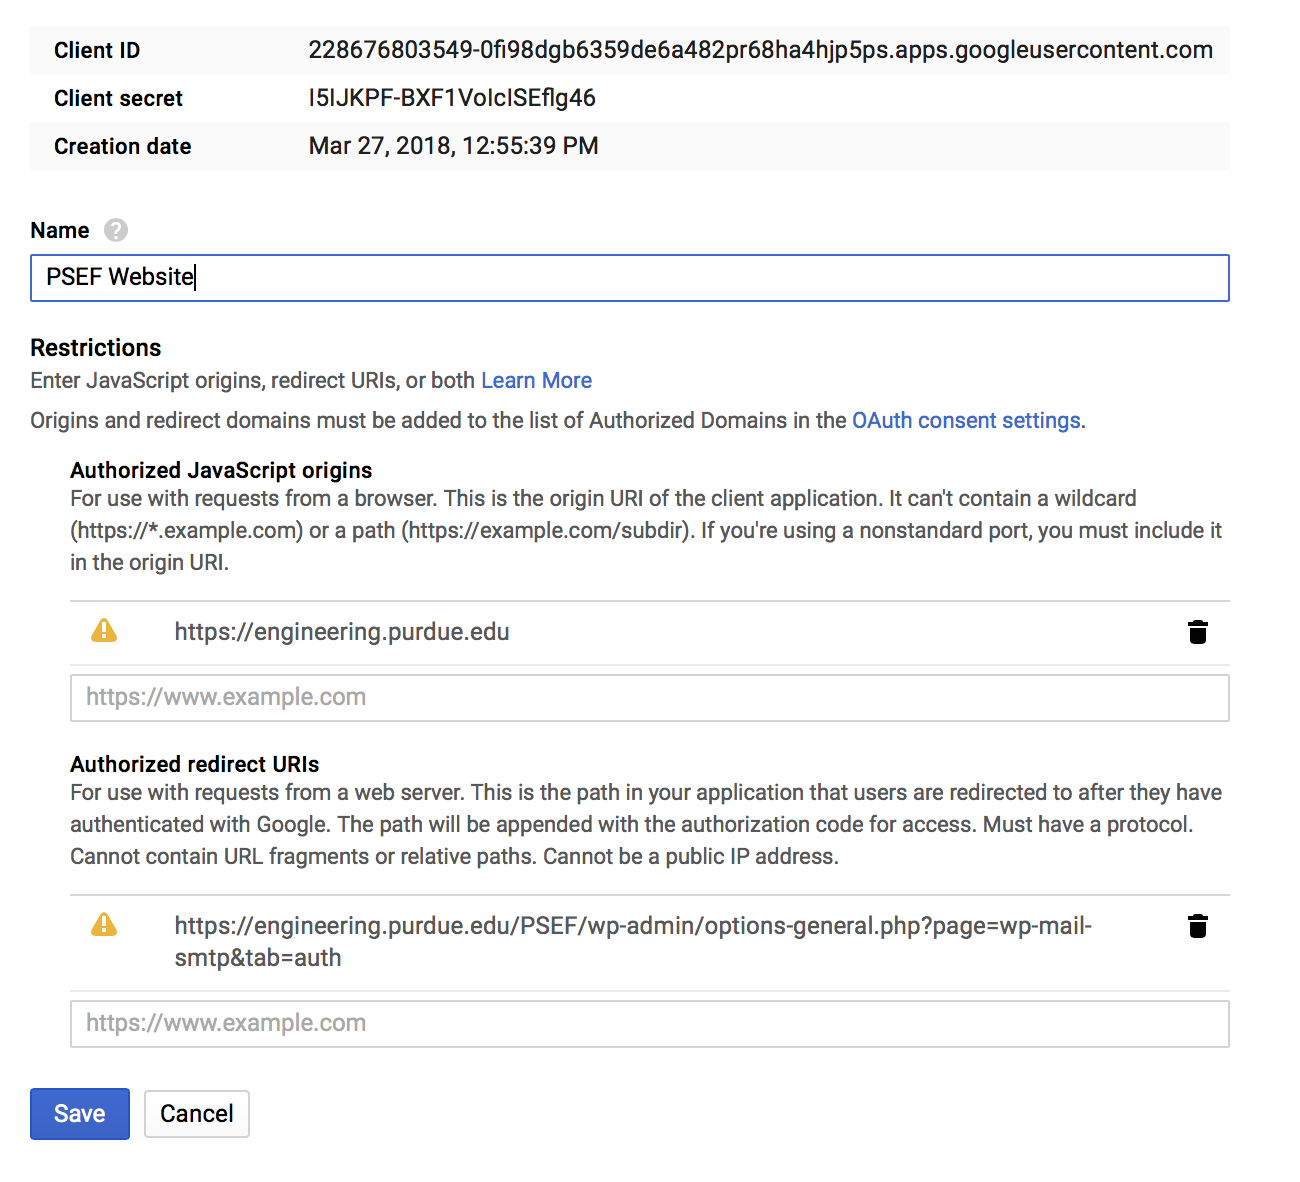 Client ID 228676803549-0fi98dgb6359de6a482pr68ha4hjp5ps.apps.googleusercontent.com
Client secret
Creation date Mar 27, 2018, 12:55:39 PM
Name ?
PSEF Website
Restrictions
Enter JavaScript origins, redirect URIs, or both Learn More
Origins and redirect domains must be added to the list of Authorized Domains in the OAuth consent settings.
Authorized JavaScript origins
For use with requests from a browser. This is the origin URI of the client application. It can't contain a wildcard
(https://*.example.com) or a path (https://example.com/subdir). If you're using a nonstandard port, you must include it
in the origin URI.
https://engineering.purdue.edu
https://www.example.com
Authorized redirect URIs
For use with requests from a web server. This is the path in your application that users are redirected to after they have
authenticated with Google. The path will be appended with the authorization code for access. Must have a protocol.
Cannot contain URL fragments or relative paths. Cannot be a public IP address.
https://engineering.purdue.edu/PSEF/wp-admin/options-general.php?page=wp-mail-
smtp&tab=auth
https://www.example.com
Save Cancel